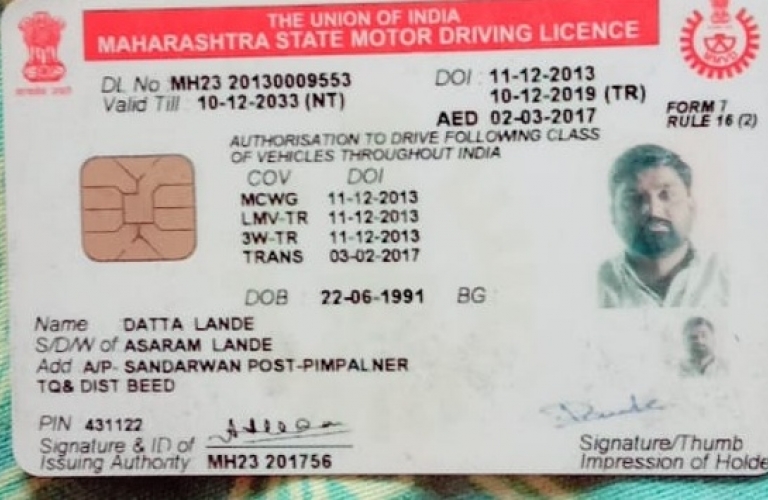 THE UNION OF INDIA
MAHARASHTRA STATE MOTOR DRIVING LICENCE
DL No : MH23 20130009553 DOI : 11-12-2013
Valid Till : 10-12-2033 (NT) 10-12-2019 (TR)
AED 02-03-2017
FORM 7
RULE 16 (2)
AUTHORISATION TO DRIVE FOLLOWING CLASS
OF VEHICLES THROUGHOUT INDIA
COV DOI
MCWG 11-12-2013
LMV-TR 11-12-2013
3W-TR 11-12-2013
TRANS 03-02-2017
DOB : 22-06-1991 BG :
Name DATTA LANDE
S/D/W of ASARAM LANDE
Add A/P- SANDARWAN POST-PIMPALNER
TQ& DIST BEED
PIN 431122
Signature & ID of
Issuing Authority MH23 201756
Signature/Thumb
Impression of Holde